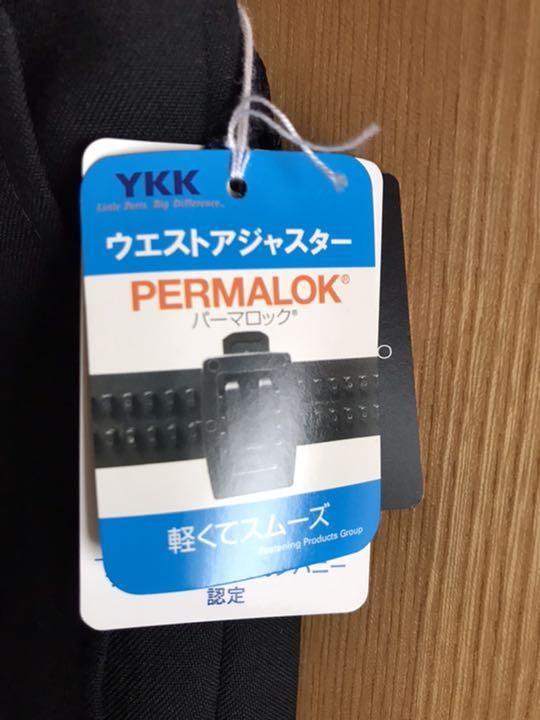 YKK
Little Parts. Big Difference.
ウエストアジャスター
PERMALOK®
パーマロック®
軽くてスムーズ
Fastening Products Group
認定